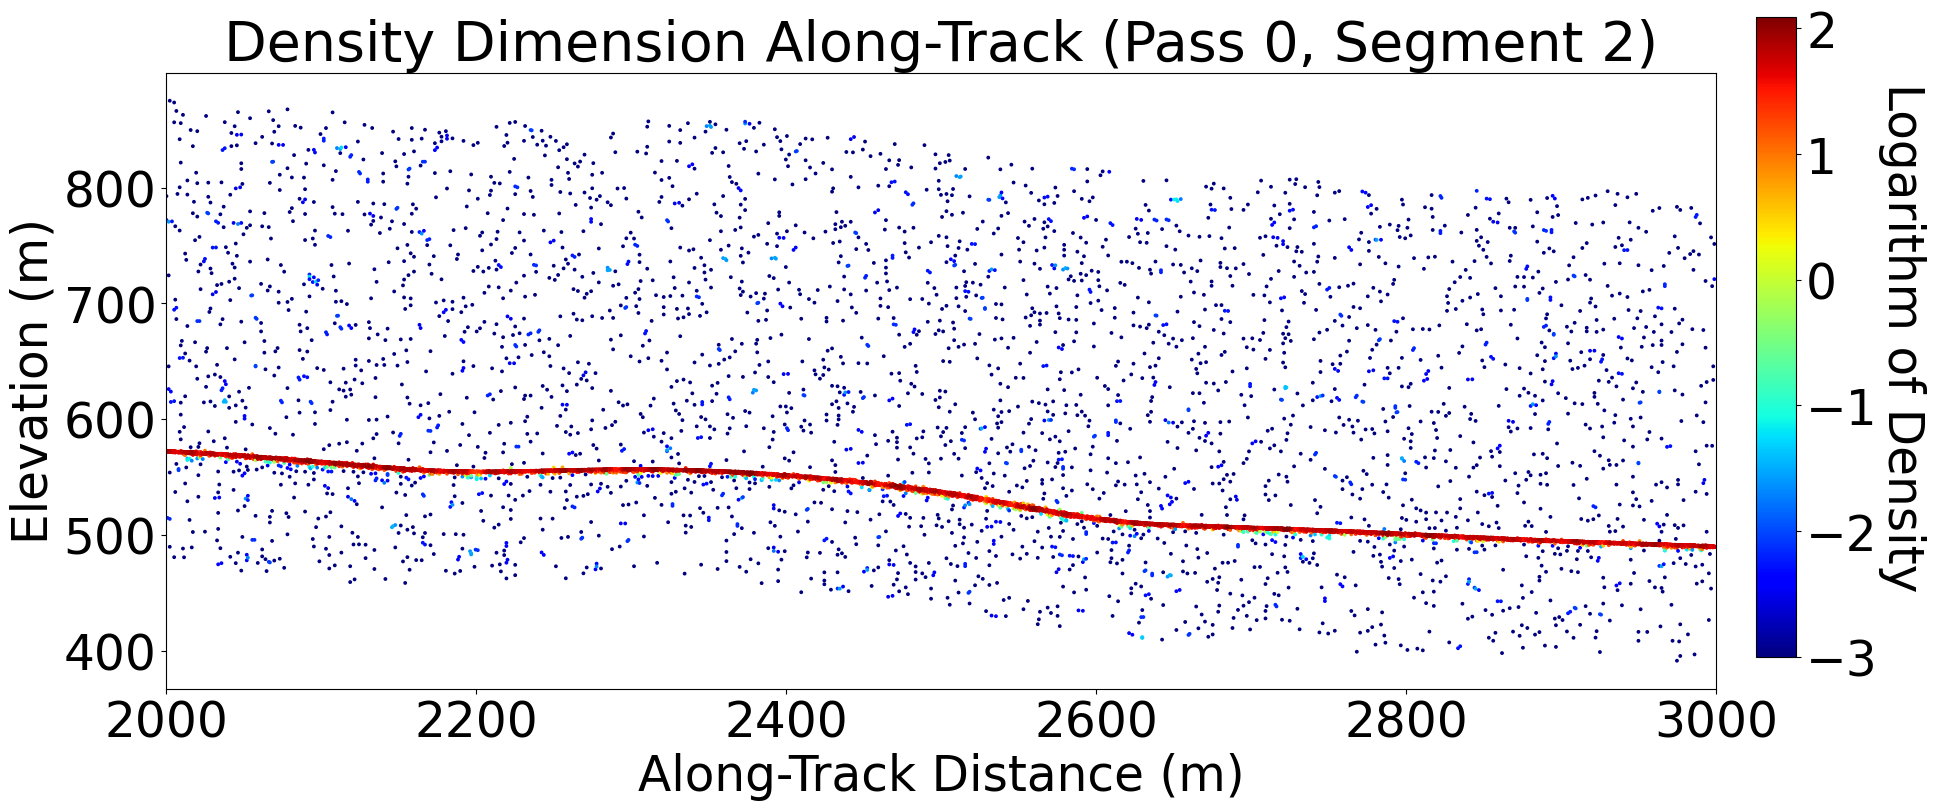 Density Dimension Along-Track (Pass 0, Segment 2)
Elevation (m)
800
700
600
500
400
2000 2200 2400 2600 2800 3000
Along-Track Distance (m)
2
1
0
−1
−2
−3
Logarithm of Density